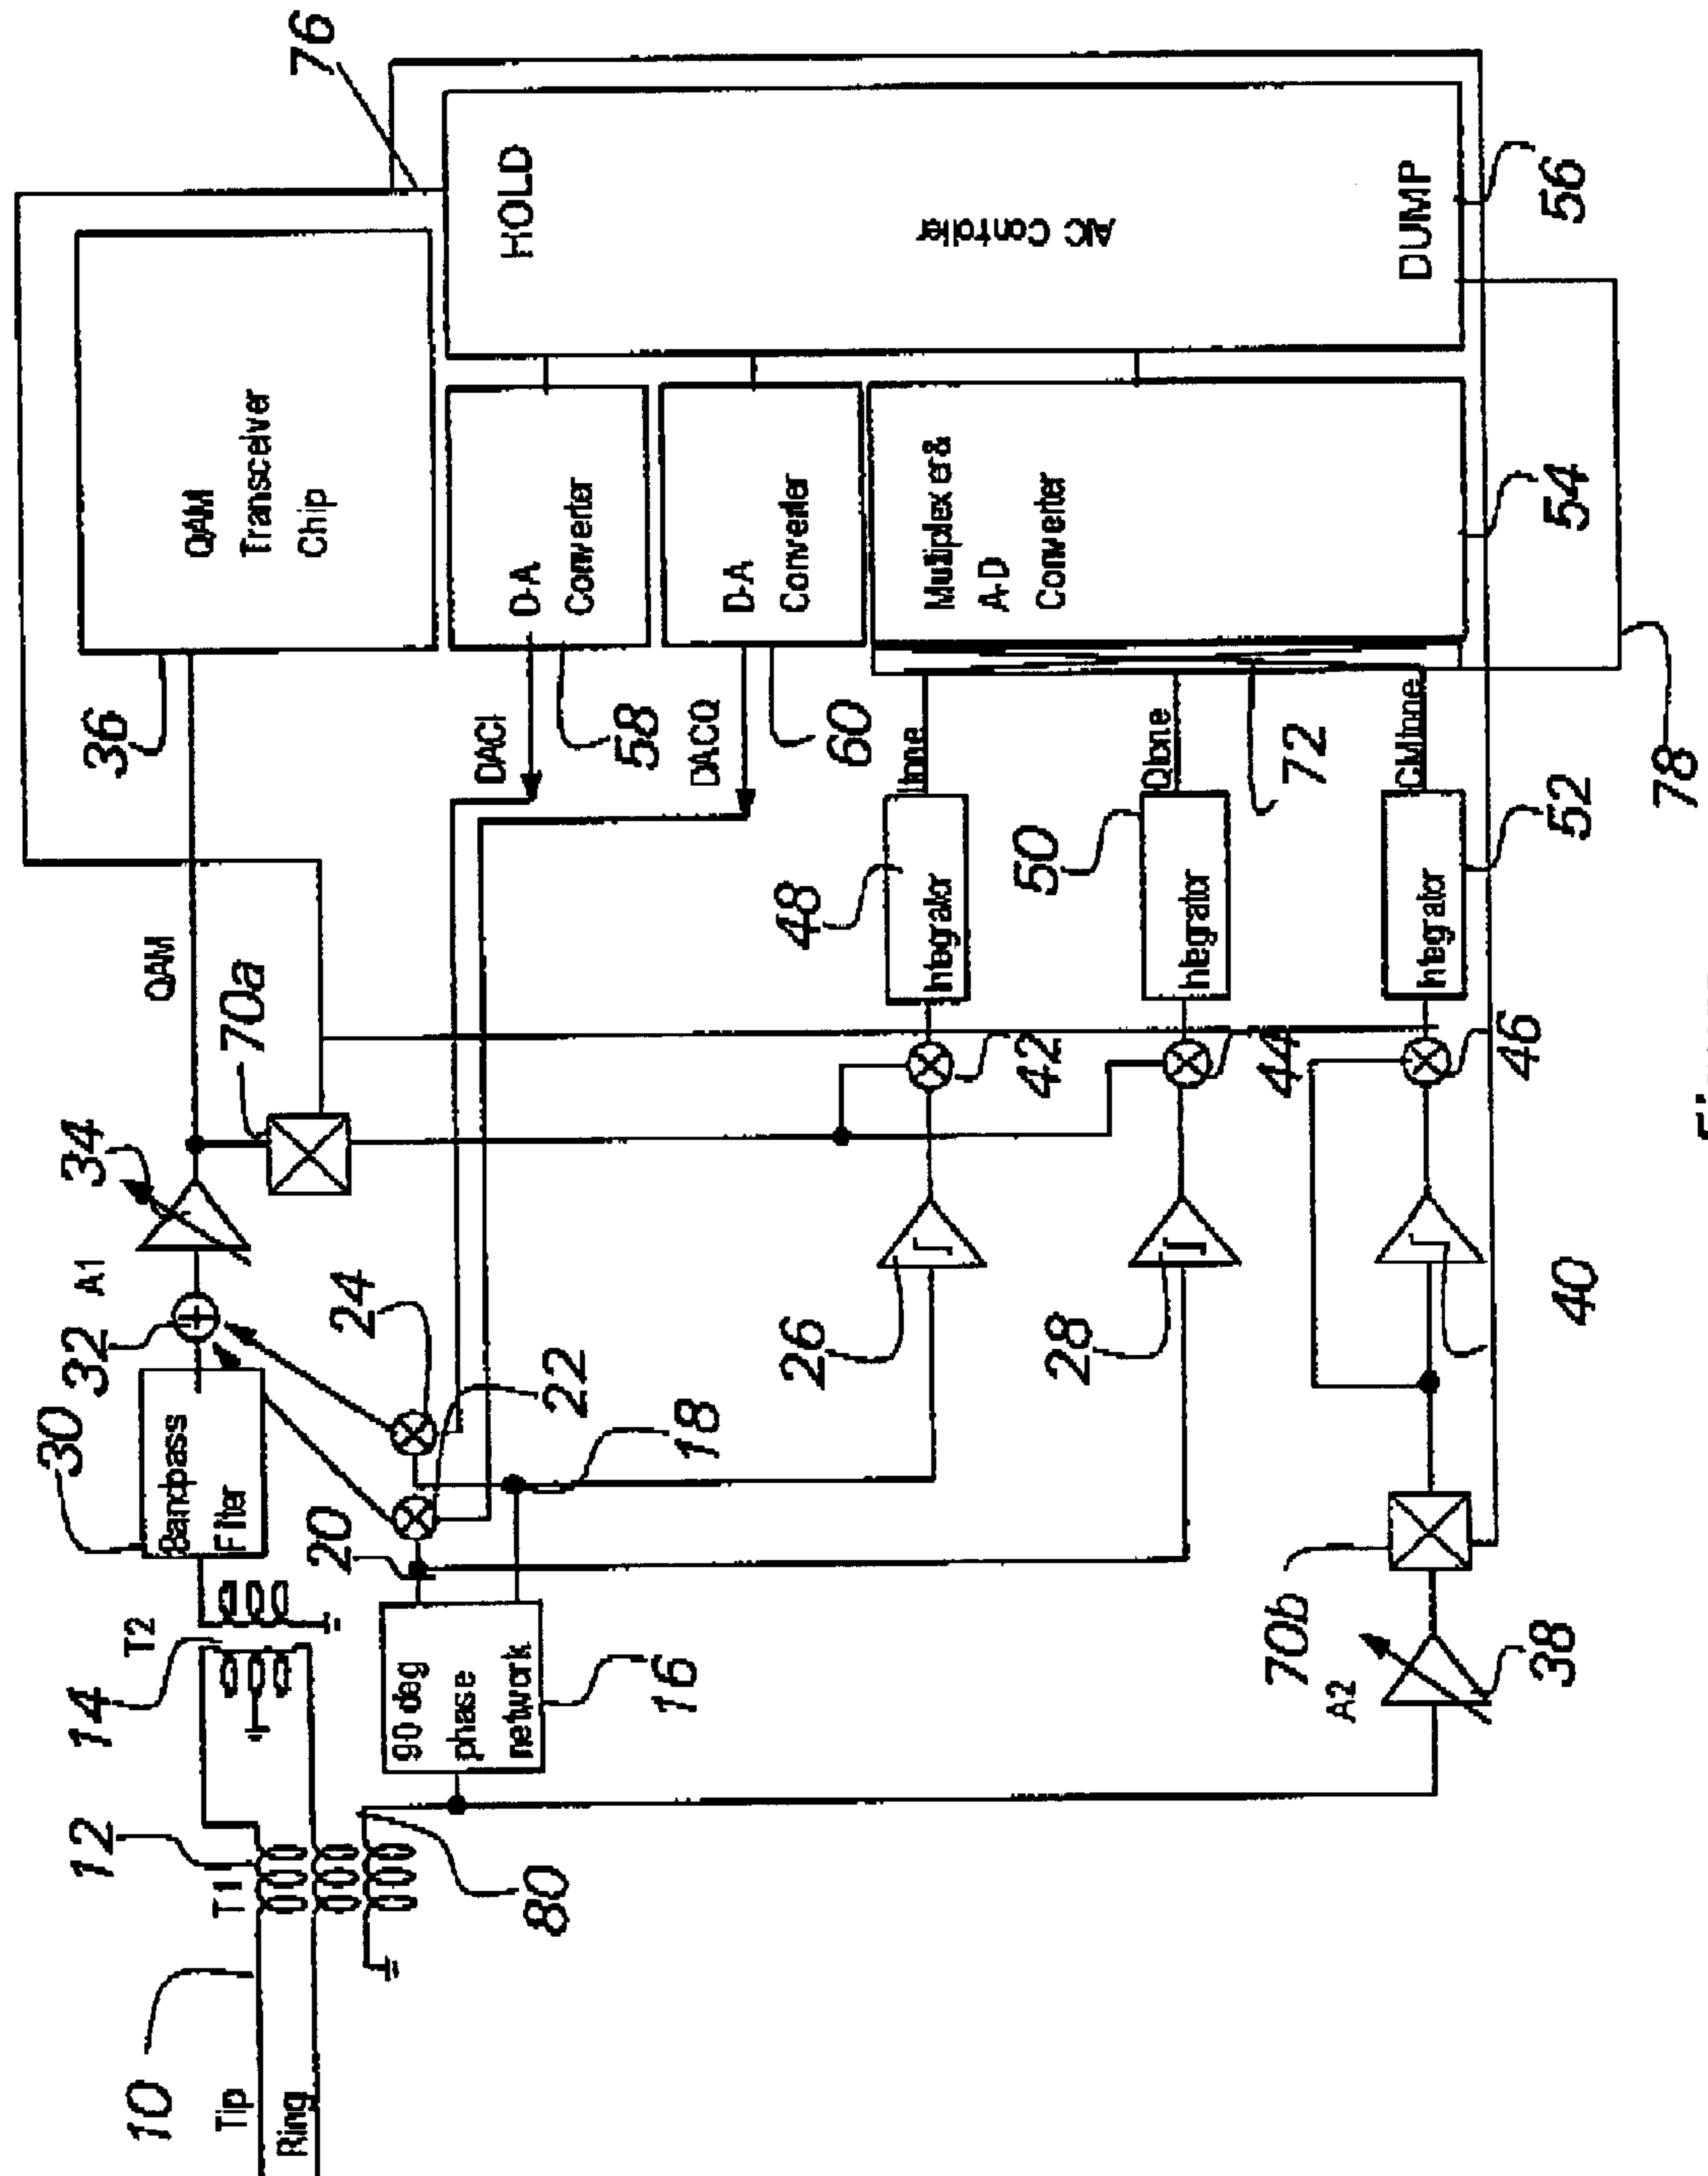 10
Tip
Ring
12
T1
14
T2
80
30
Bandpass
Filter
32
A1
34
70a
QAM
36
QAM
Transceiver
Chip
76
20
24
22
18
90 deg
phase
network
16
DACI
58
D-A
Converter
DACQ
60
D-A
Converter
HOLD
AIC Controller
DUMP
56
26
42
48
Integrator
Itone
28
44
50
Integrator
Qtone
72
Multiplexer &
A-D
Converter
54
A2
38
70b
40
46
Integrator
52
CMtone
78